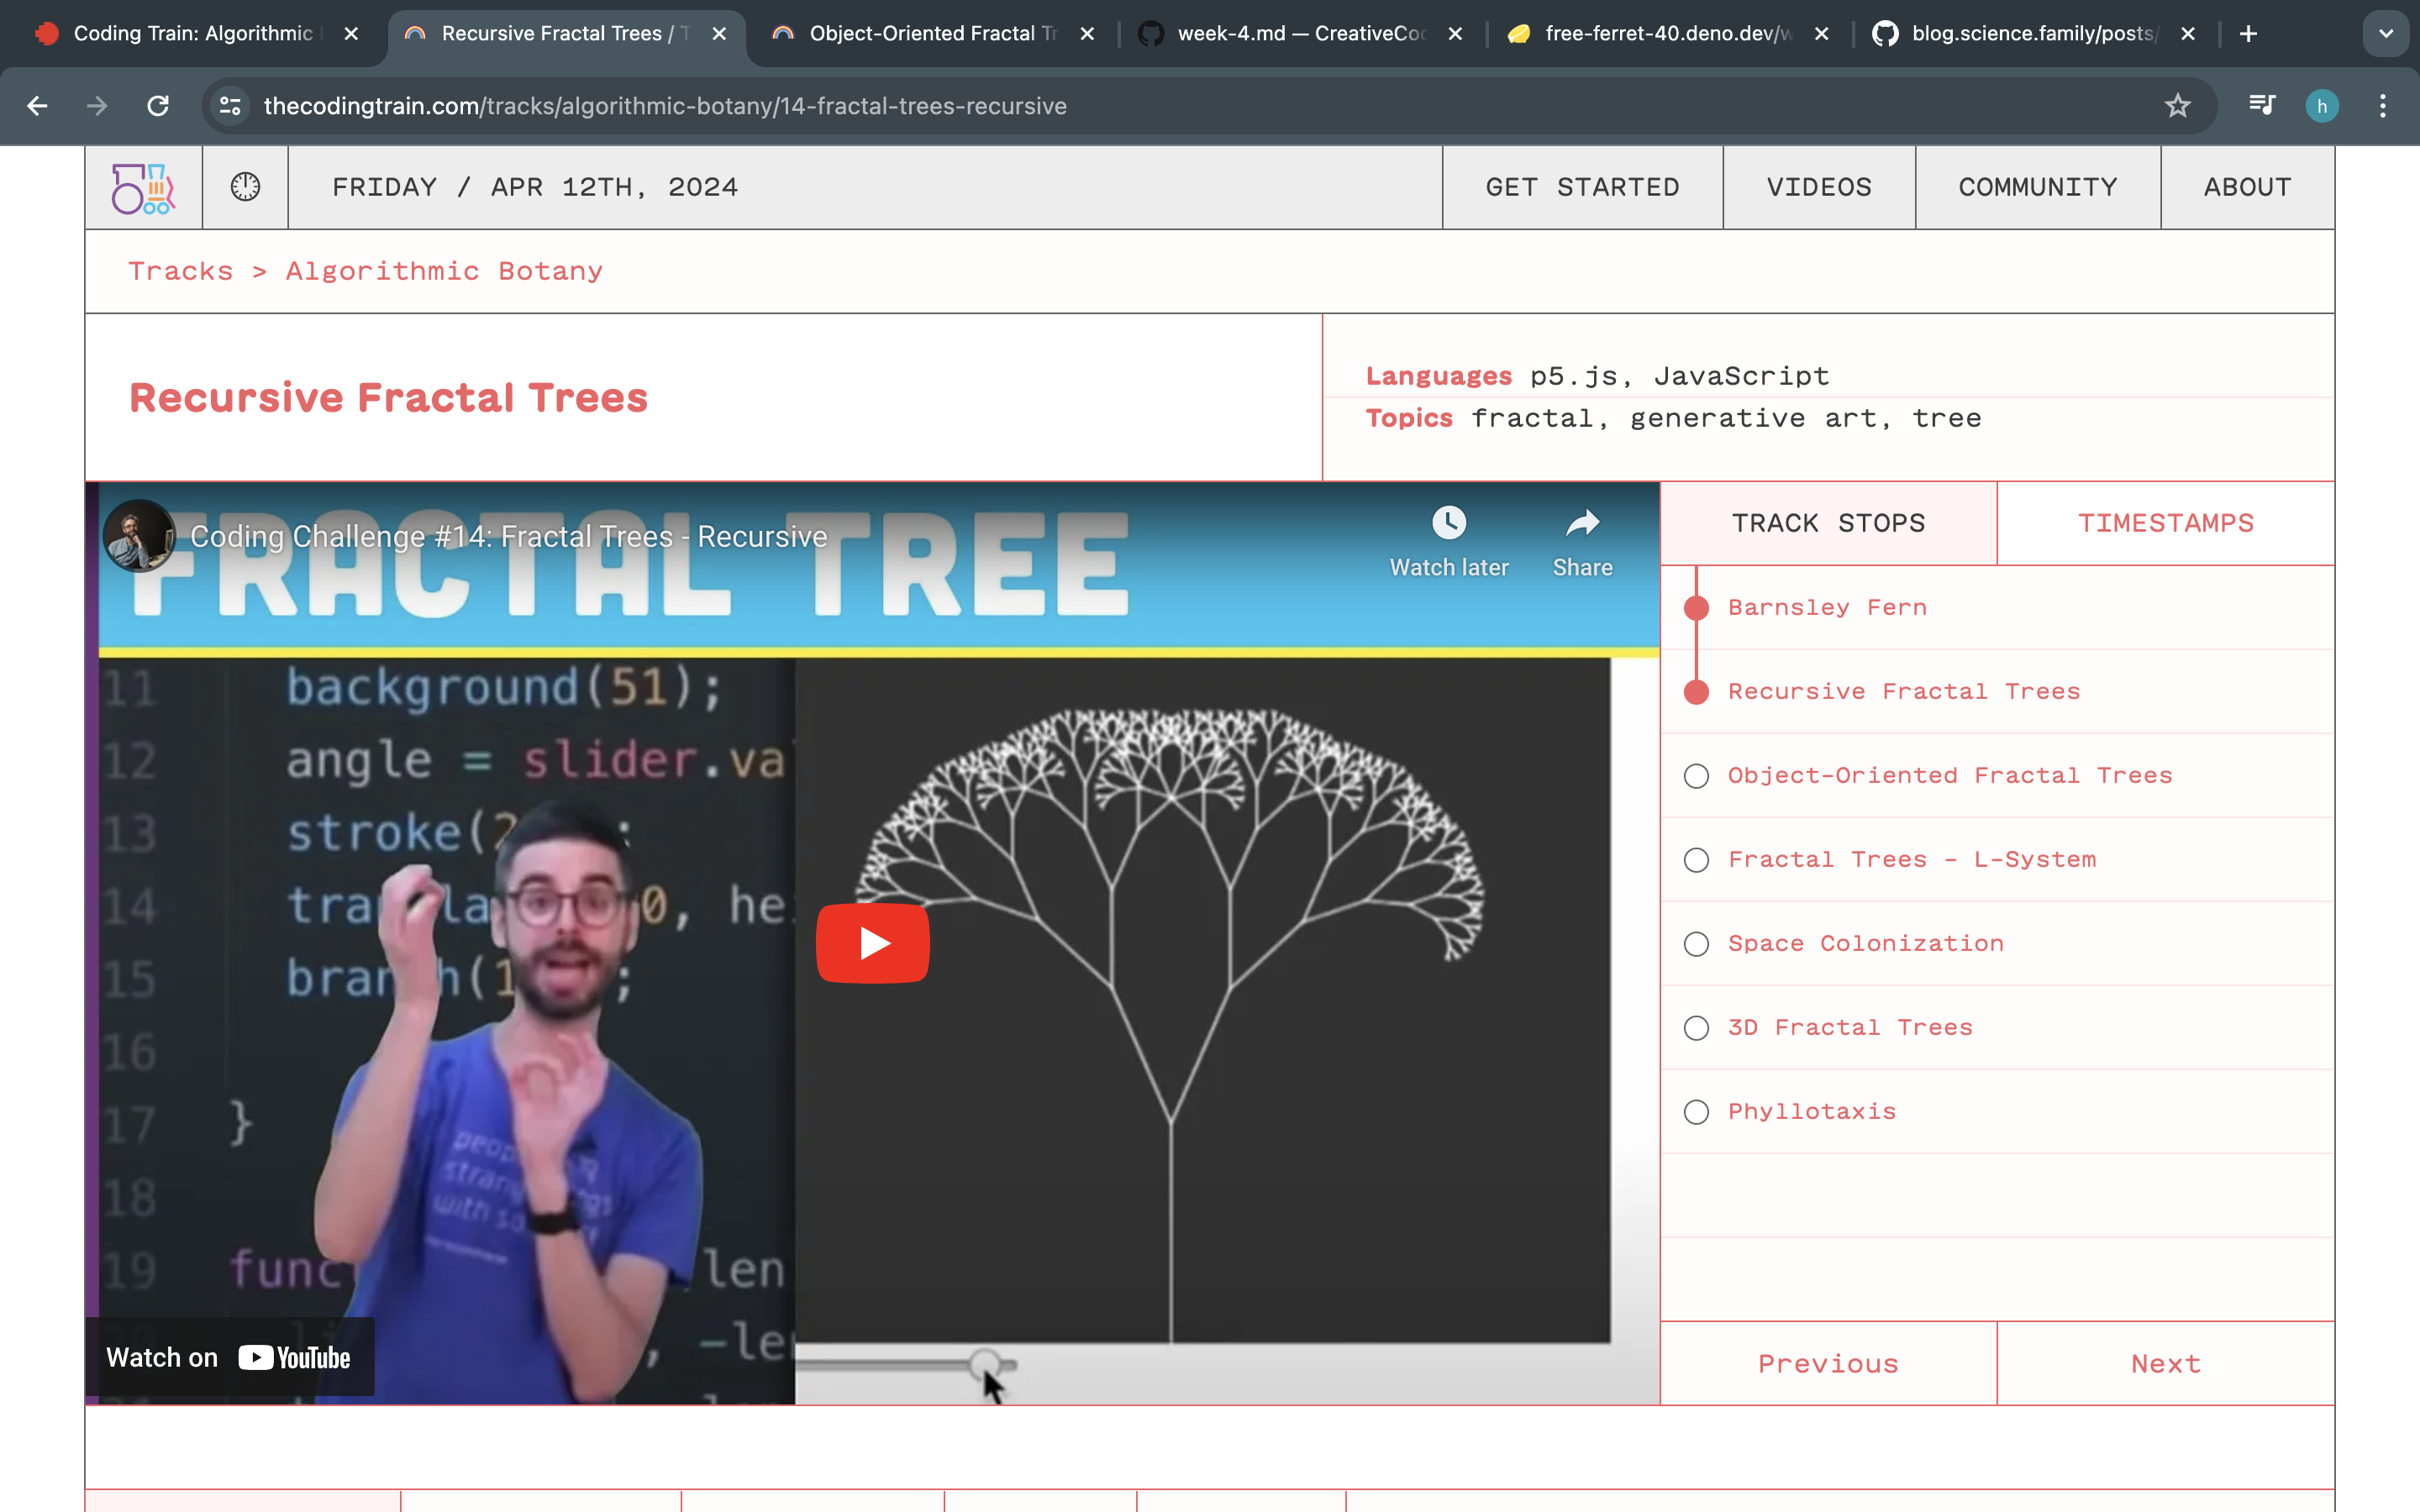 Coding Train: Algorithmic
Recursive Fractal Trees / T
Object-Oriented Fractal Tr
week-4.md — CreativeCoc
free-ferret-40.deno.dev/w
blog.science.family/posts/
thecodingtrain.com/tracks/algorithmic-botany/14-fractal-trees-recursive
h
FRIDAY / APR 12TH, 2024
GET STARTED
VIDEOS
COMMUNITY
ABOUT
Tracks > Algorithmic Botany
Recursive Fractal Trees
Languages p5.js, JavaScript
Topics fractal, generative art, tree
FRACTAL TREE
Coding Challenge #14: Fractal Trees - Recursive
Watch later
Share
11 background(51);
12 angle = slider.va
13 stroke(2 ;
14 tra la 0, he
15 bran h(1 ;
16
17 }
18
19 func len
, -le
peop
stran ngs
with so
Watch on YouTube
TRACK STOPS
TIMESTAMPS
Barnsley Fern
Recursive Fractal Trees
Object-Oriented Fractal Trees
Fractal Trees - L-System
Space Colonization
3D Fractal Trees
Phyllotaxis
Previous
Next